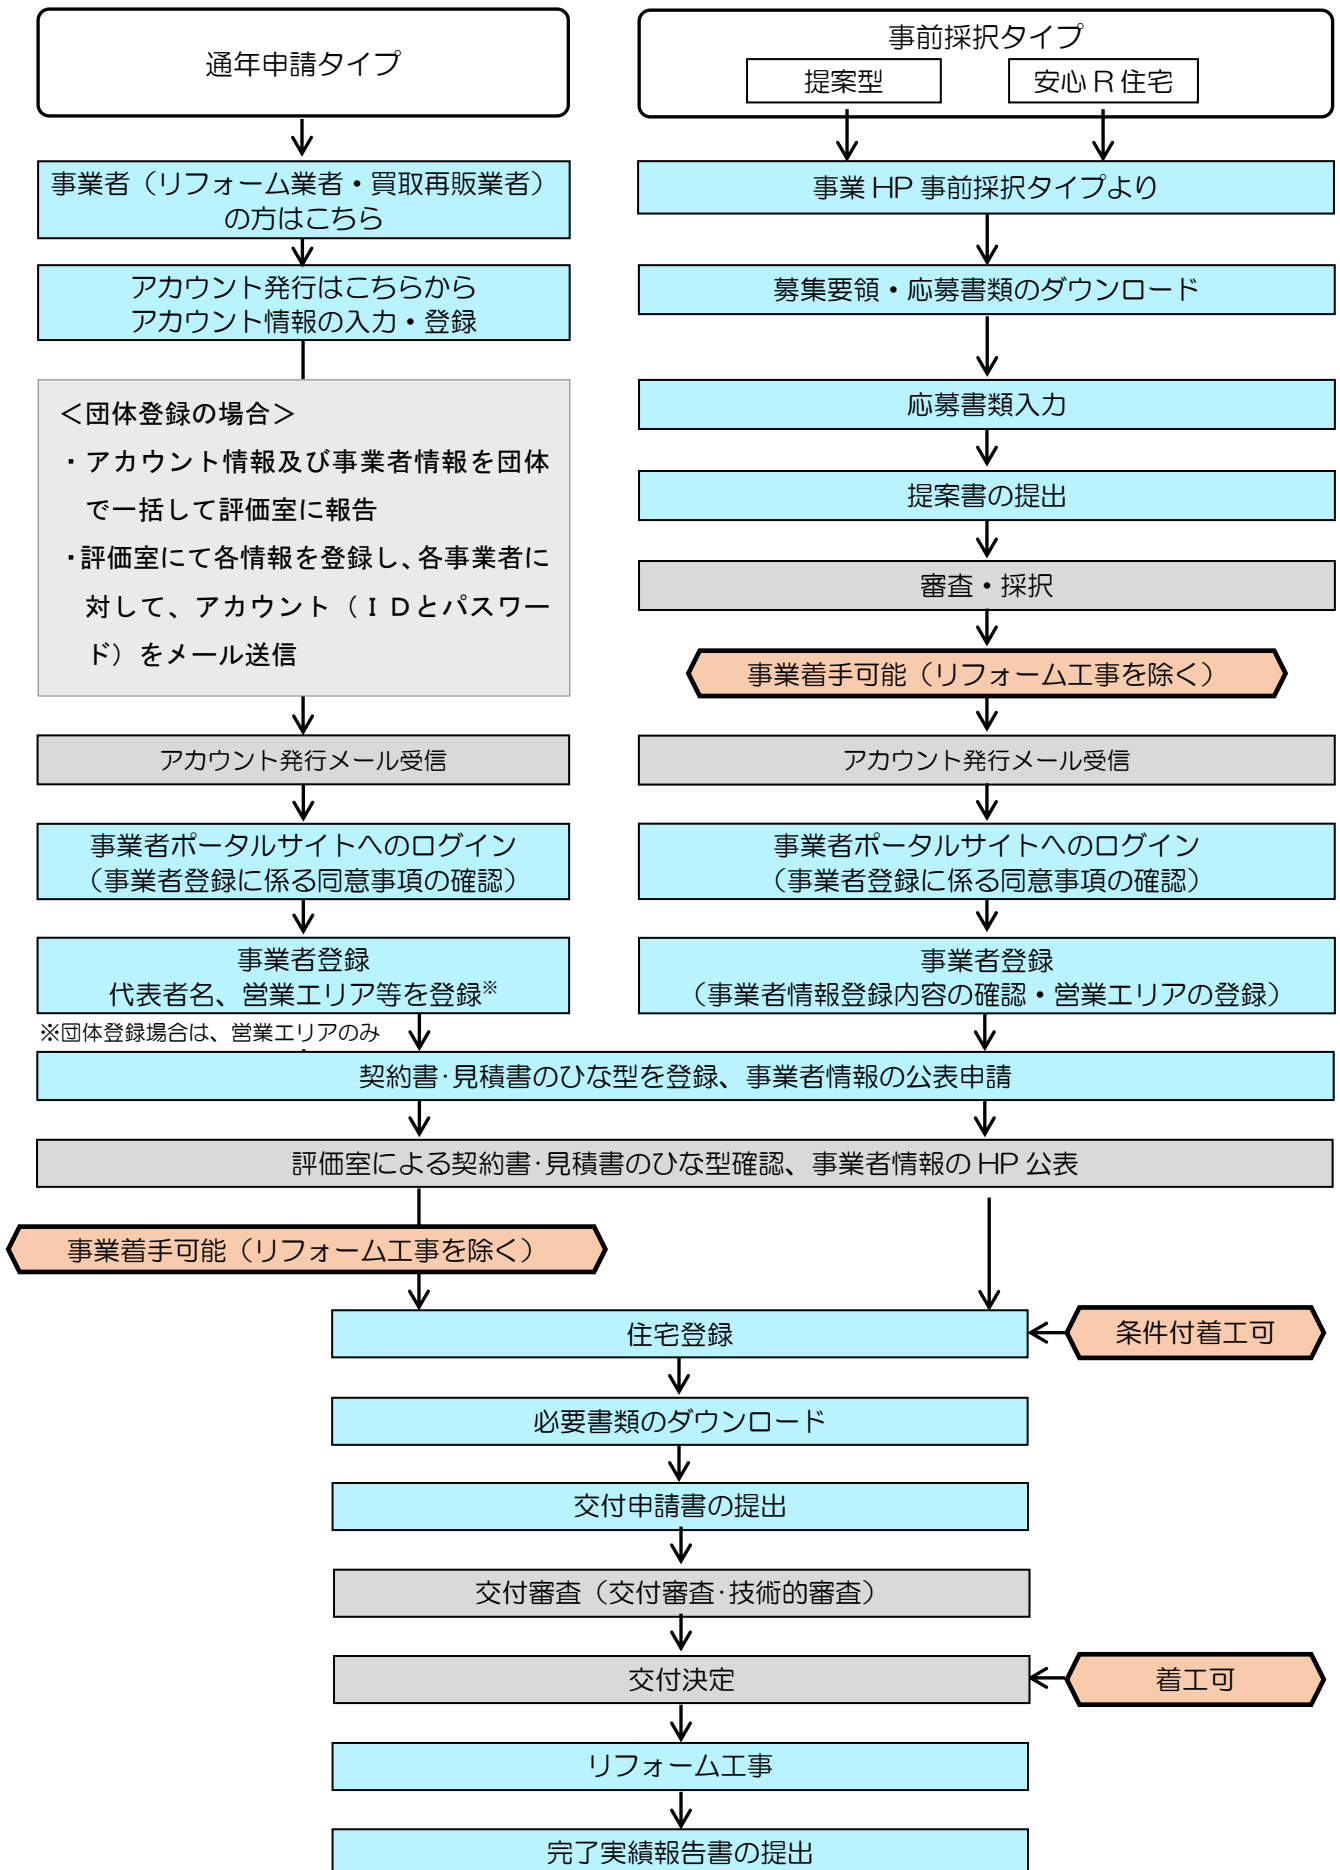 通年申請タイプ
事業者（リフォーム業者・買取再販業者）
の方はこちら
アカウント発行はこちらから
アカウント情報の入力・登録
＜団体登録の場合＞
・アカウント情報及び事業者情報を団体
で一括して評価室に報告
・評価室にて各情報を登録し、各事業者に
対して、アカウント（ＩＤとパスワー
ド）をメール送信
アカウント発行メール受信
事業者ポータルサイトへのログイン
（事業者登録に係る同意事項の確認）
事業者登録
代表者名、営業エリア等を登録※
※団体登録場合は、営業エリアのみ
事前採択タイプ
提案型
安心Ｒ住宅
事業 HP 事前採択タイプより
募集要領・応募書類のダウンロード
応募書類入力
提案書の提出
審査・採択
事業着手可能（リフォーム工事を除く）
アカウント発行メール受信
事業者ポータルサイトへのログイン
（事業者登録に係る同意事項の確認）
事業者登録
（事業者情報登録内容の確認・営業エリアの登録）
契約書･見積書のひな型を登録、事業者情報の公表申請
評価室による契約書･見積書のひな型確認、事業者情報の HP 公表
事業着手可能（リフォーム工事を除く）
住宅登録
条件付着工可
必要書類のダウンロード
交付申請書の提出
交付審査（交付審査･技術的審査）
交付決定
着工可
リフォーム工事
完了実績報告書の提出